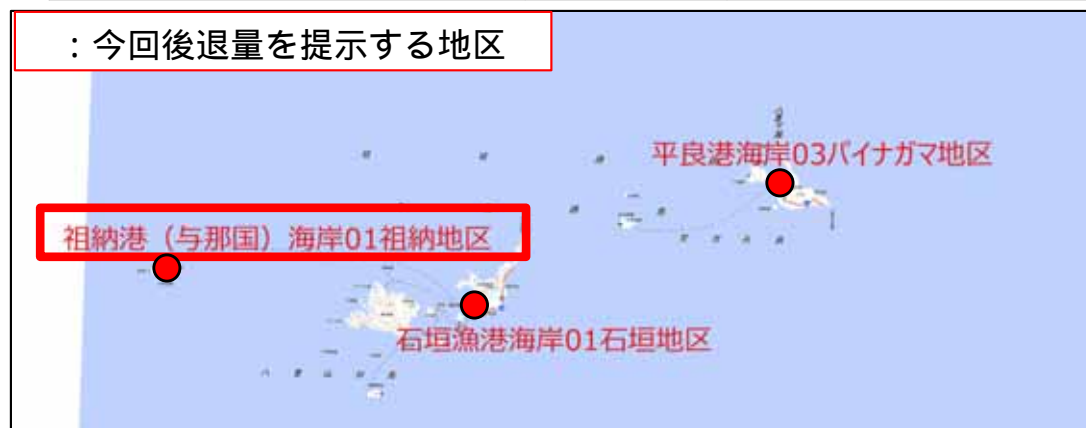 ：今回後退量を提示する地区
平良港海岸03パイナガマ地区
祖納港（与那国）海岸01祖納地区
石垣漁港海岸01石垣地区